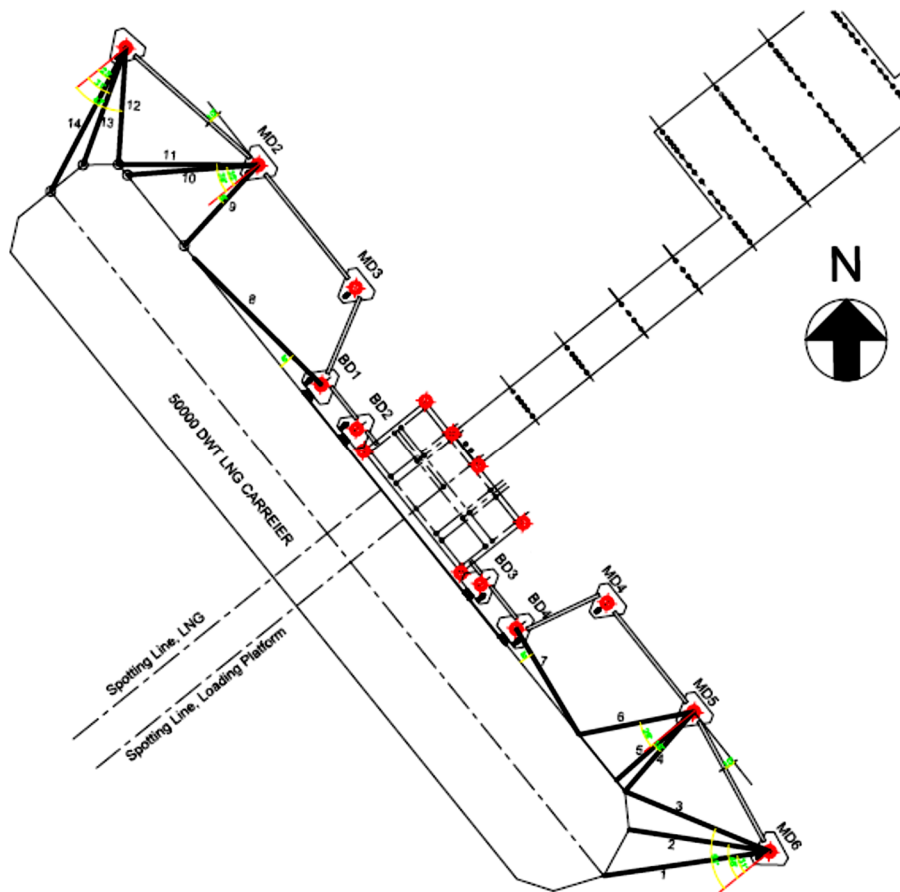 12
14
13
11
10
9
MD2
MD3
N
8
BD1
BD2
50000 DWT LNG CARREIER
BD3
MD4
BD4
7
Spotting Line, LNG
Spotting Line, Loading Platform
MD5
6
5
4
3
2
1
MD6